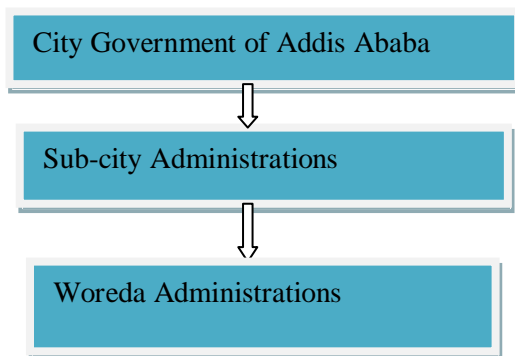 City Government of Addis Ababa
Sub-city Administrations
Woreda Administrations